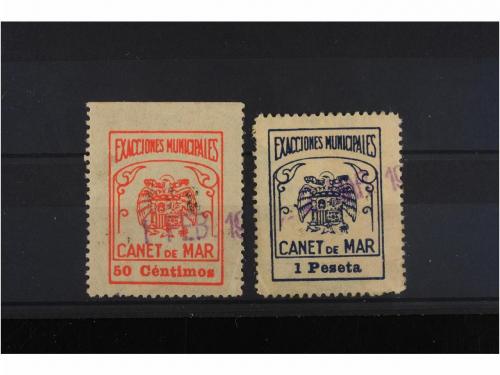 EXACCIONES MUNICIPALES
CANET DE MAR
50 Céntimos
EXACCIONES MUNICIPALES
CANET DE MAR
1 Peseta